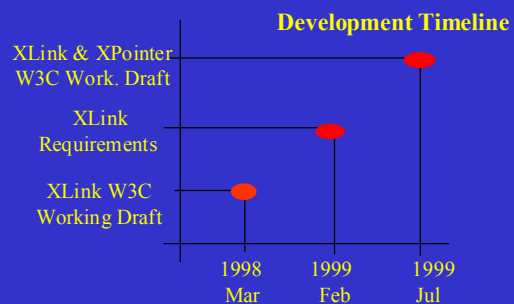 Development Timeline
XLink & XPointer
W3C Work. Draft
XLink
Requirements
XLink W3C
Working Draft
1998
Mar
1999
Feb
1999
Jul